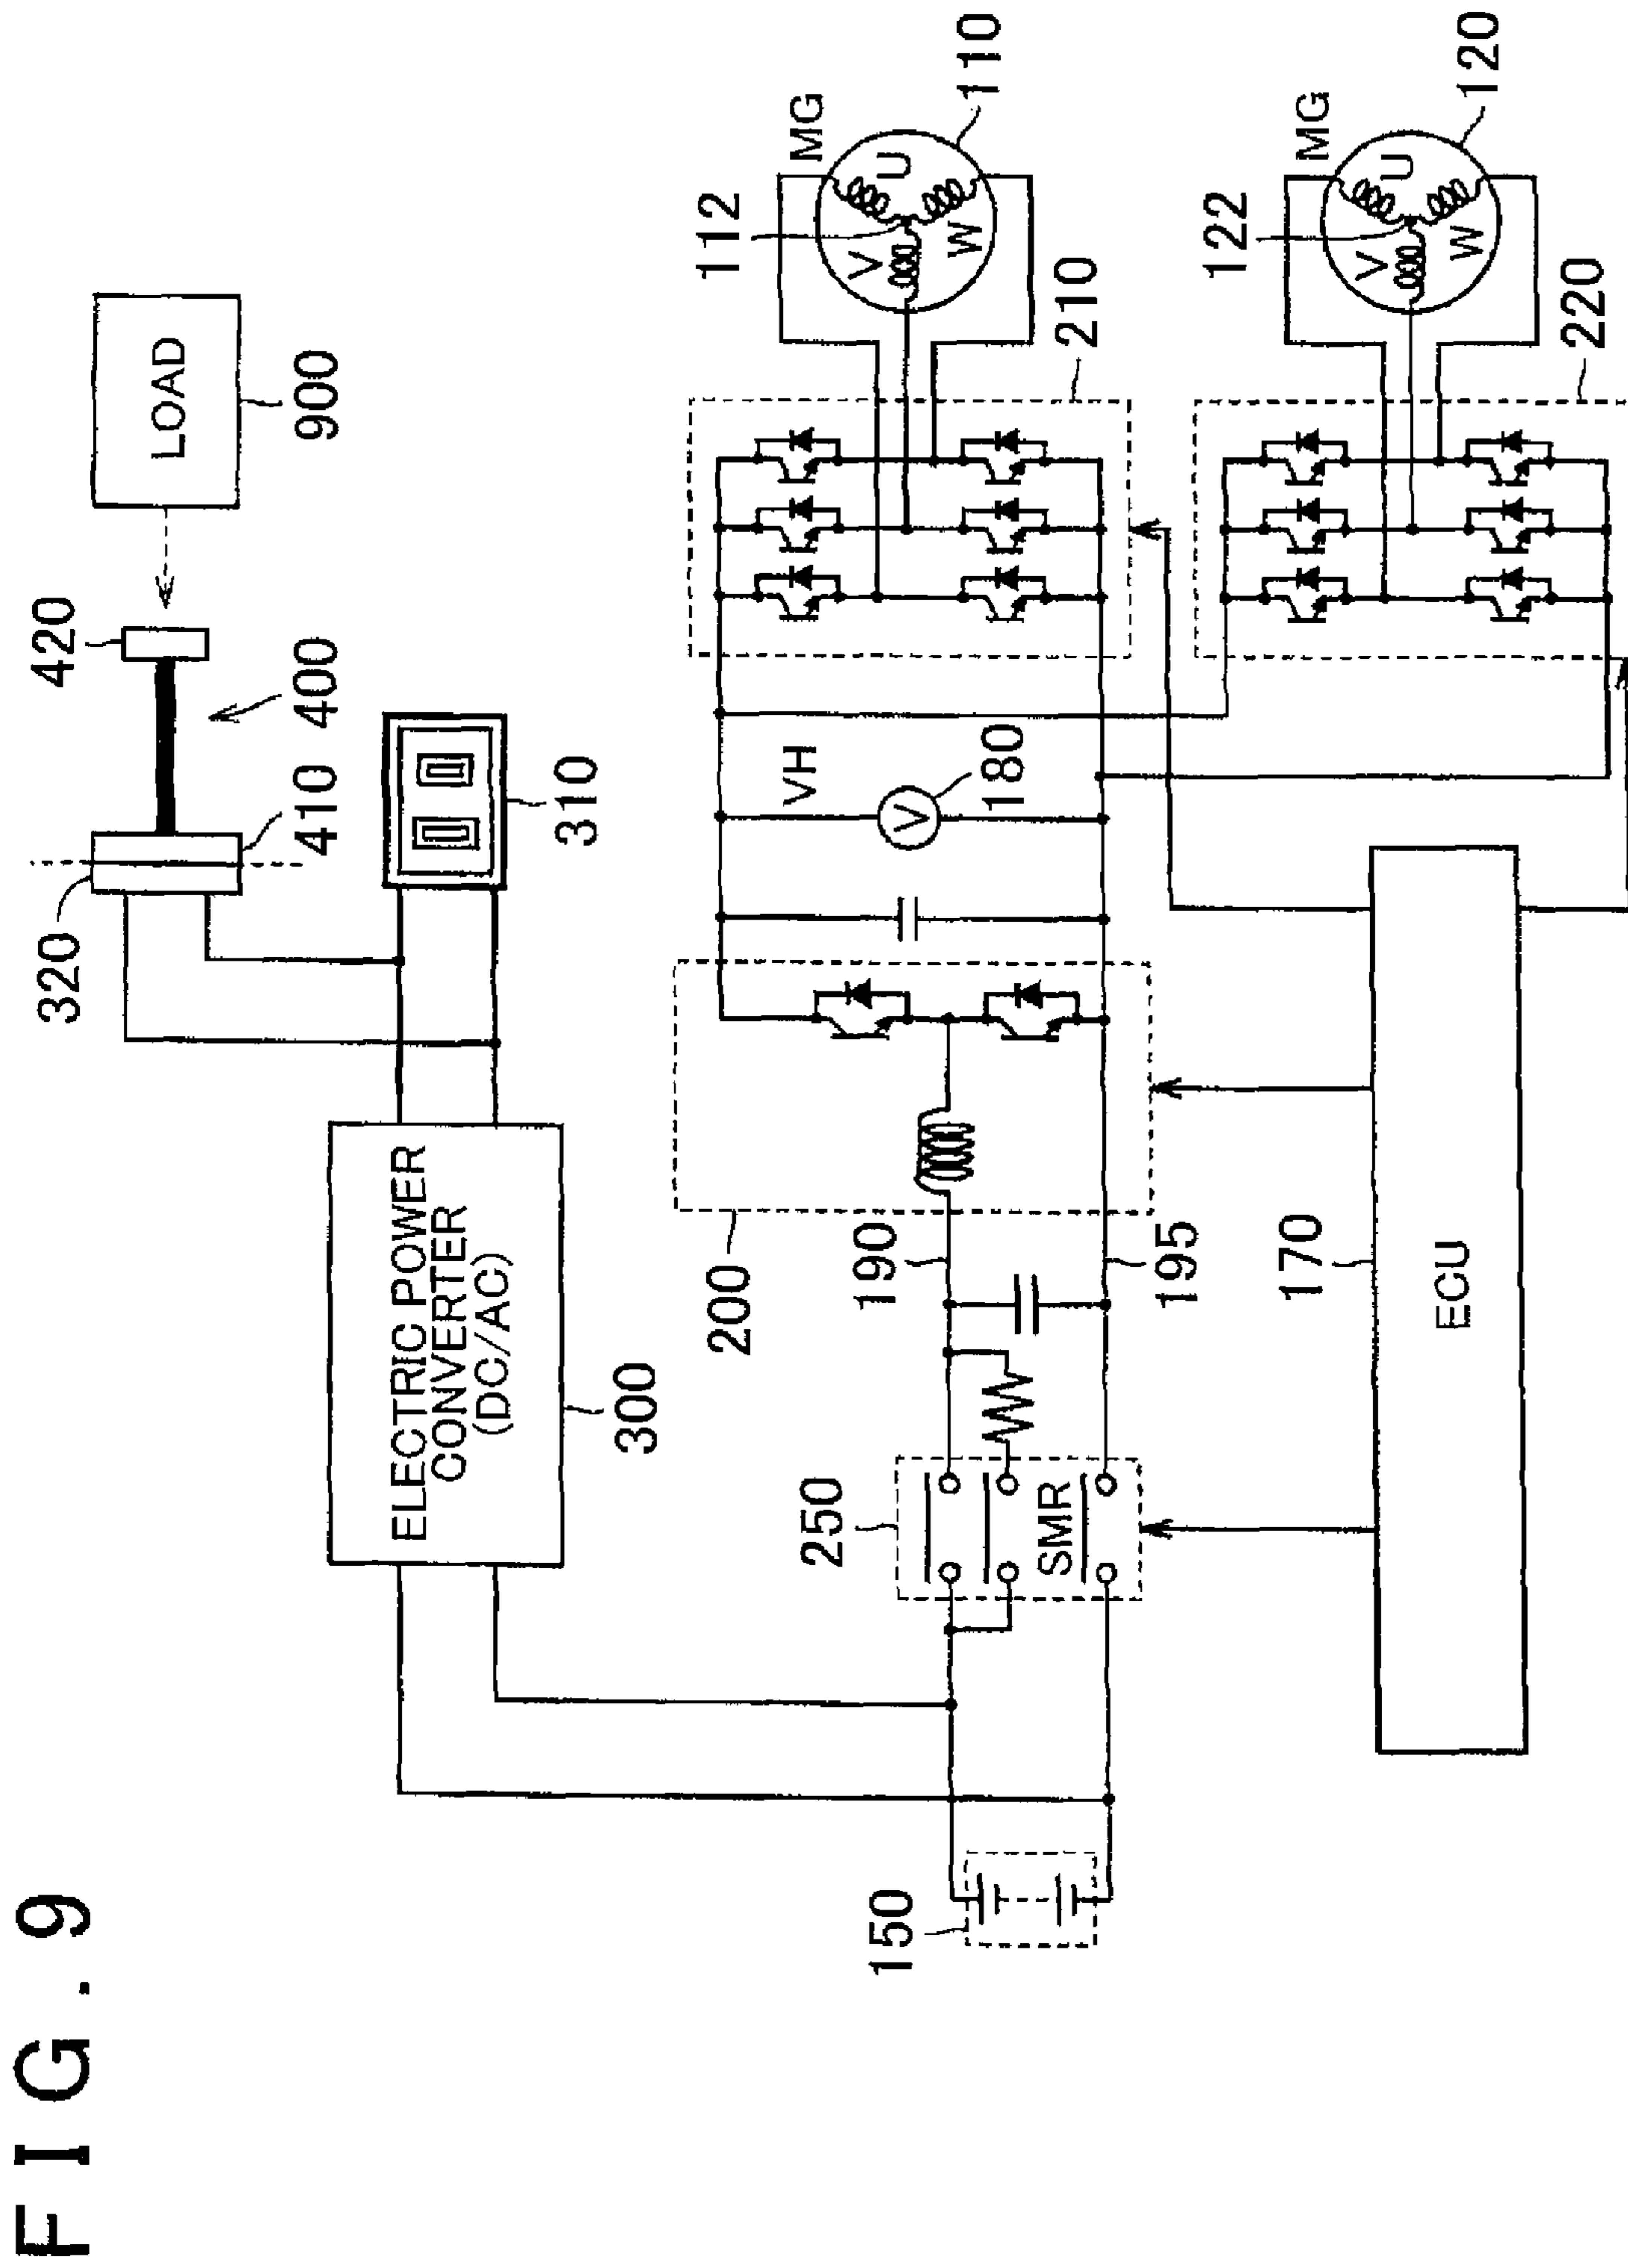 FIG. 9
LOAD
900
420
400
410
320
310
ELECTRIC POWER
CONVERTER
(DC/AC)
300
150
250
SMR
190
195
200
VH
V
180
210
112
MG
U
V
W
110
220
122
MG
U
V
W
120
170
ECU